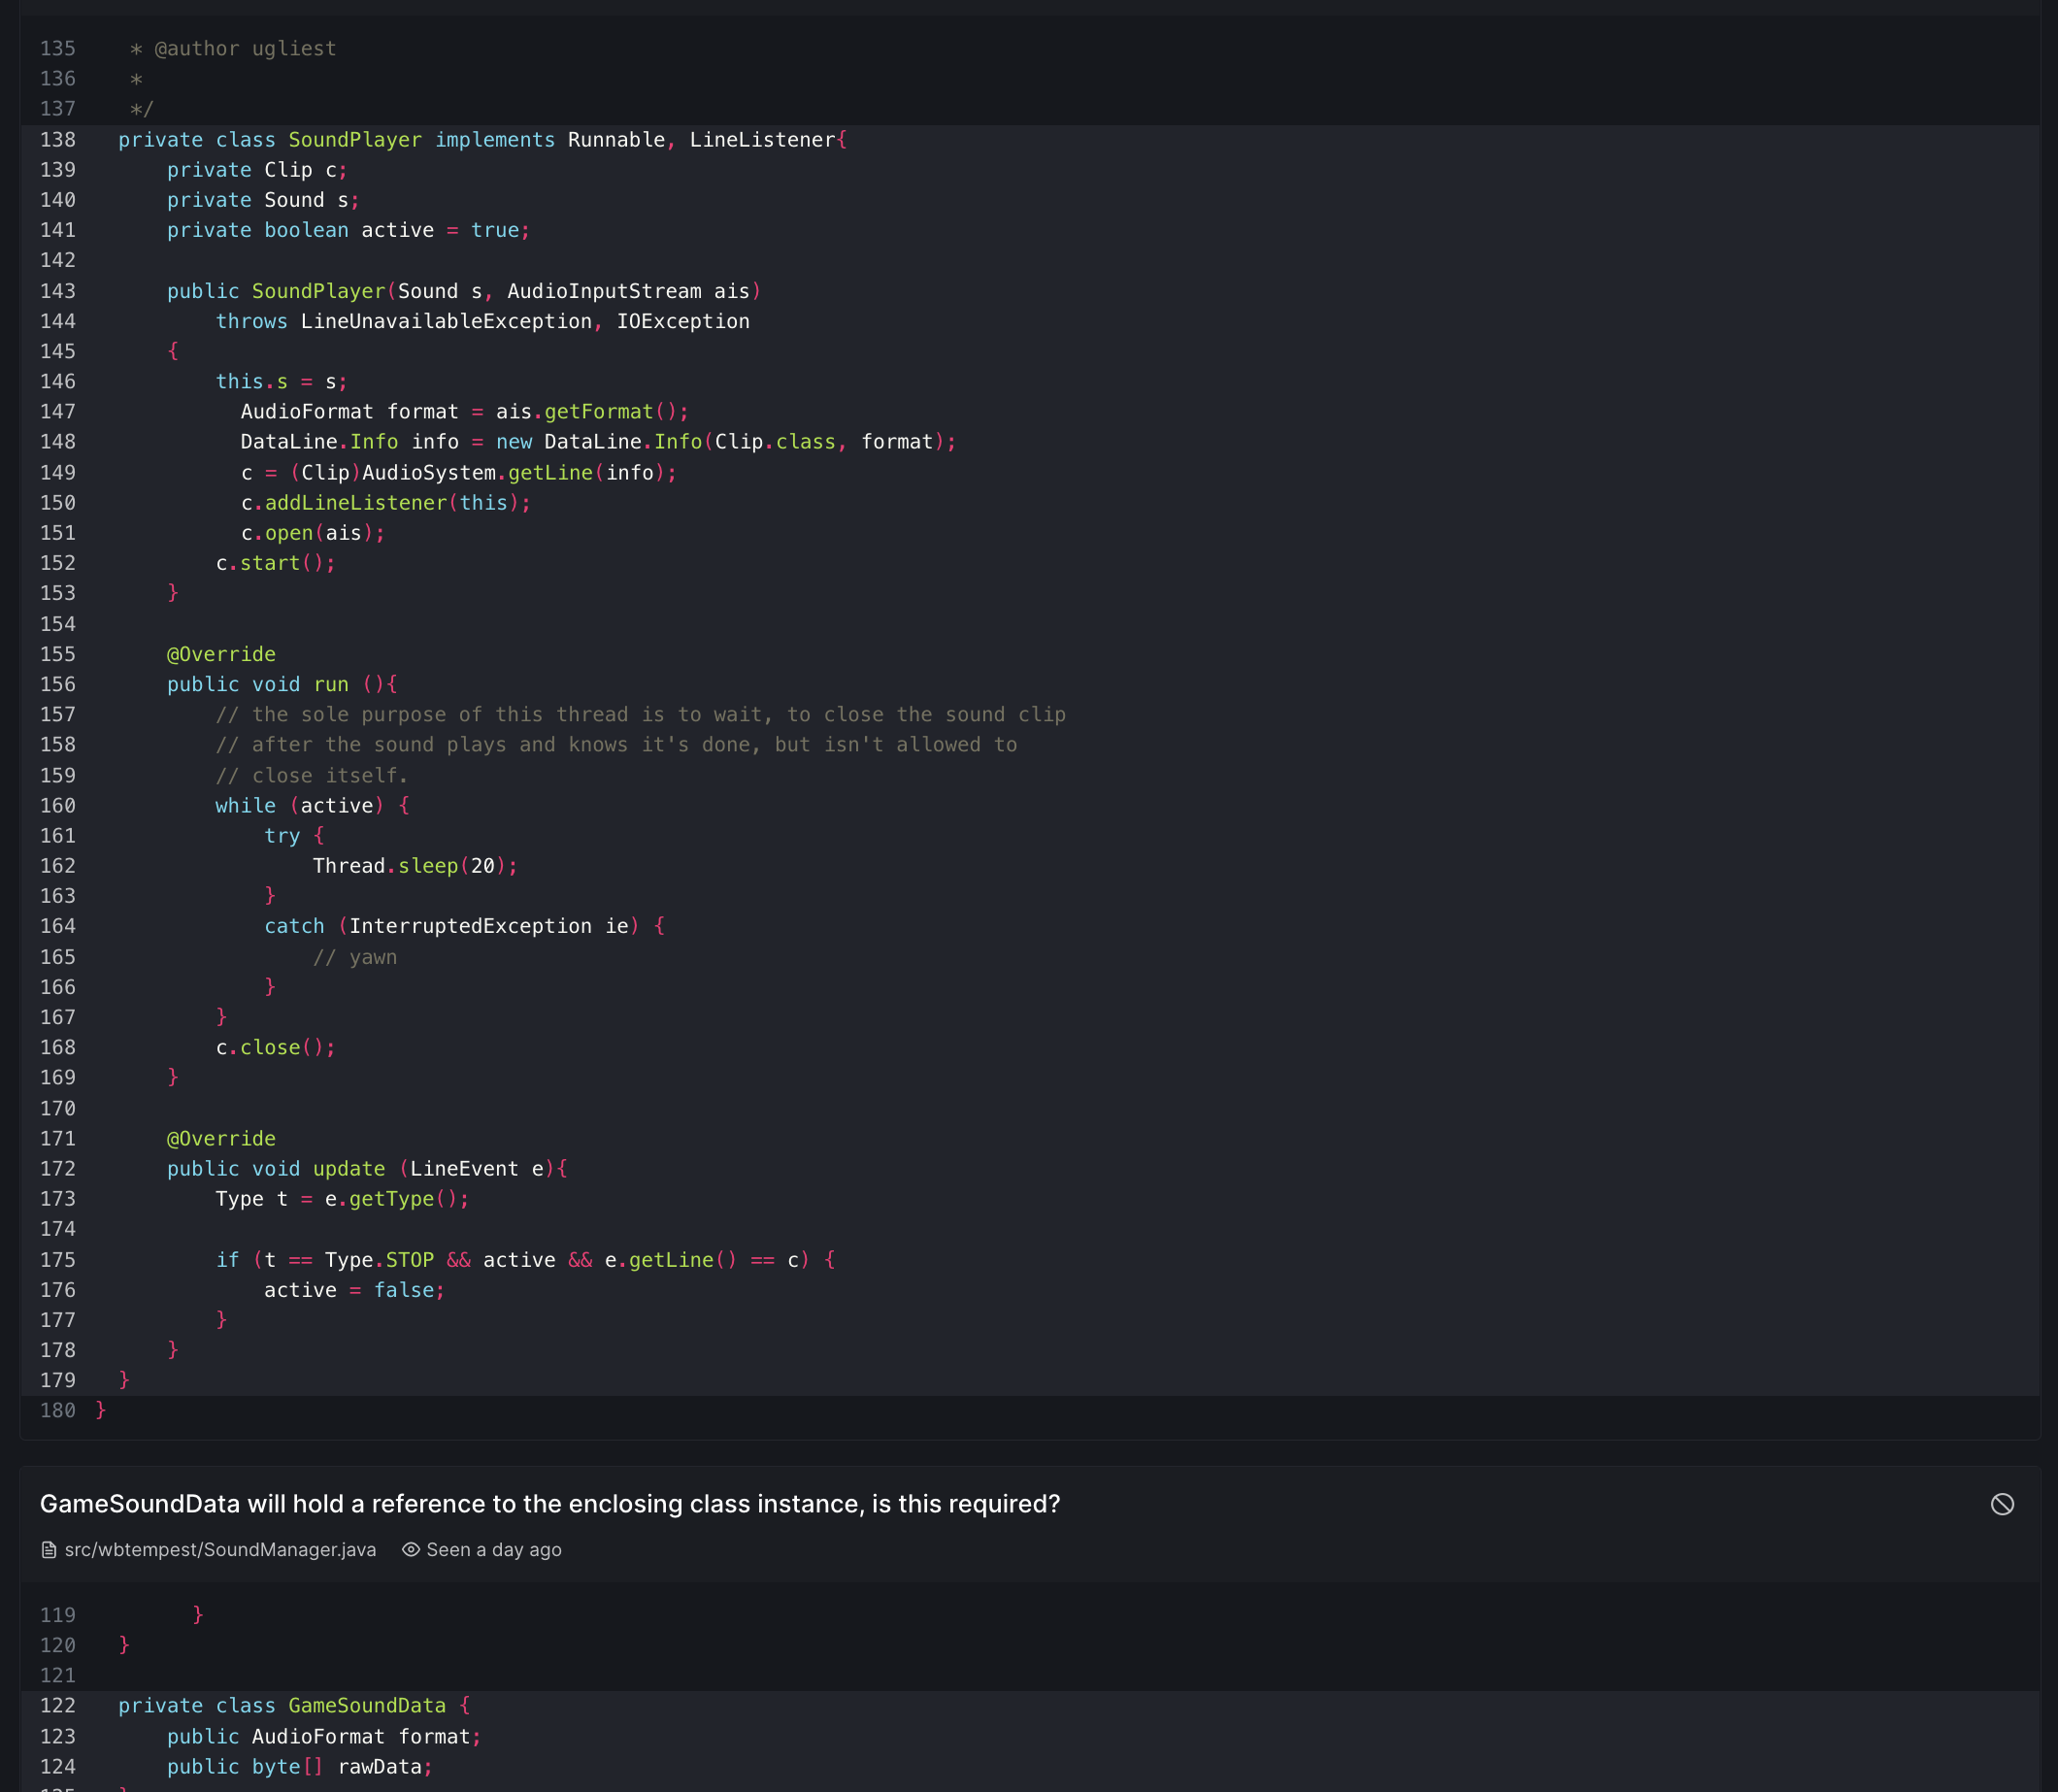 135 * @author ugliest
136 *
137 */
138 private class SoundPlayer implements Runnable, LineListener{
139 private Clip c;
140 private Sound s;
141 private boolean active = true;
142
143 public SoundPlayer(Sound s, AudioInputStream ais)
144 throws LineUnavailableException, IOException
145 {
146 this.s = s;
147 AudioFormat format = ais.getFormat();
148 DataLine.Info info = new DataLine.Info(Clip.class, format);
149 c = (Clip)AudioSystem.getLine(info);
150 c.addLineListener(this);
151 c.open(ais);
152 c.start();
153 }
154
155 @Override
156 public void run (){
157 // the sole purpose of this thread is to wait, to close the sound clip
158 // after the sound plays and knows it's done, but isn't allowed to
159 // close itself.
160 while (active) {
161 try {
162 Thread.sleep(20);
163 }
164 catch (InterruptedException ie) {
165 // yawn
166 }
167 }
168 c.close();
169 }
170
171 @Override
172 public void update (LineEvent e){
173 Type t = e.getType();
174
175 if (t == Type.STOP && active && e.getLine() == c) {
176 active = false;
177 }
178 }
179 }
180 }
GameSoundData will hold a reference to the enclosing class instance, is this required?
src/wbtempest/SoundManager.java Seen a day ago
119 }
120 }
121
122 private class GameSoundData {
123 public AudioFormat format;
124 public byte[] rawData;